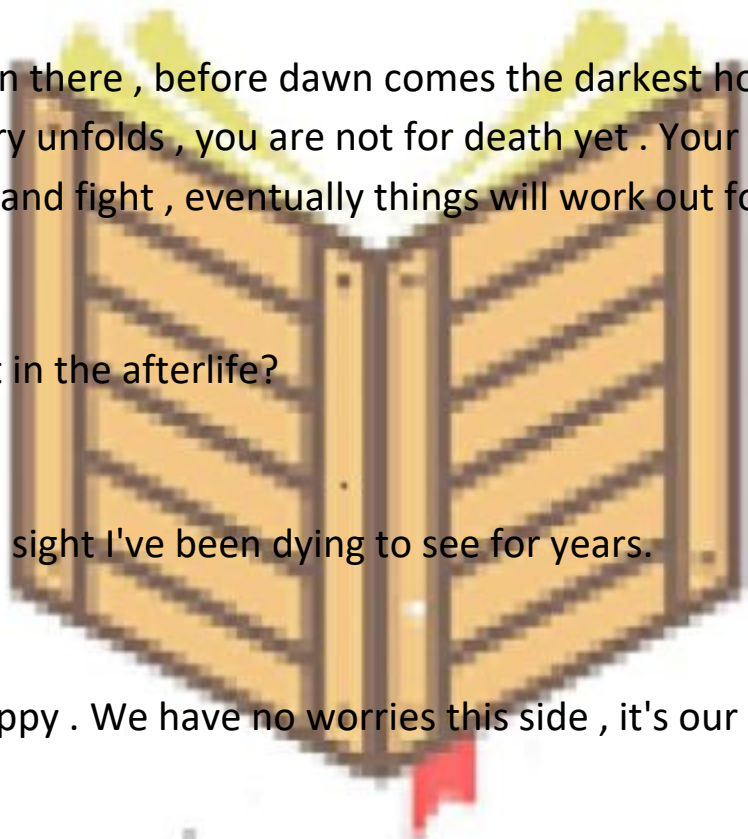 n there , before dawn comes the darkest ho
ry unfolds , you are not for death yet . Your
and fight , eventually things will work out fo
t in the afterlife?
sight I've been dying to see for years.
ppy . We have no worries this side , it's our